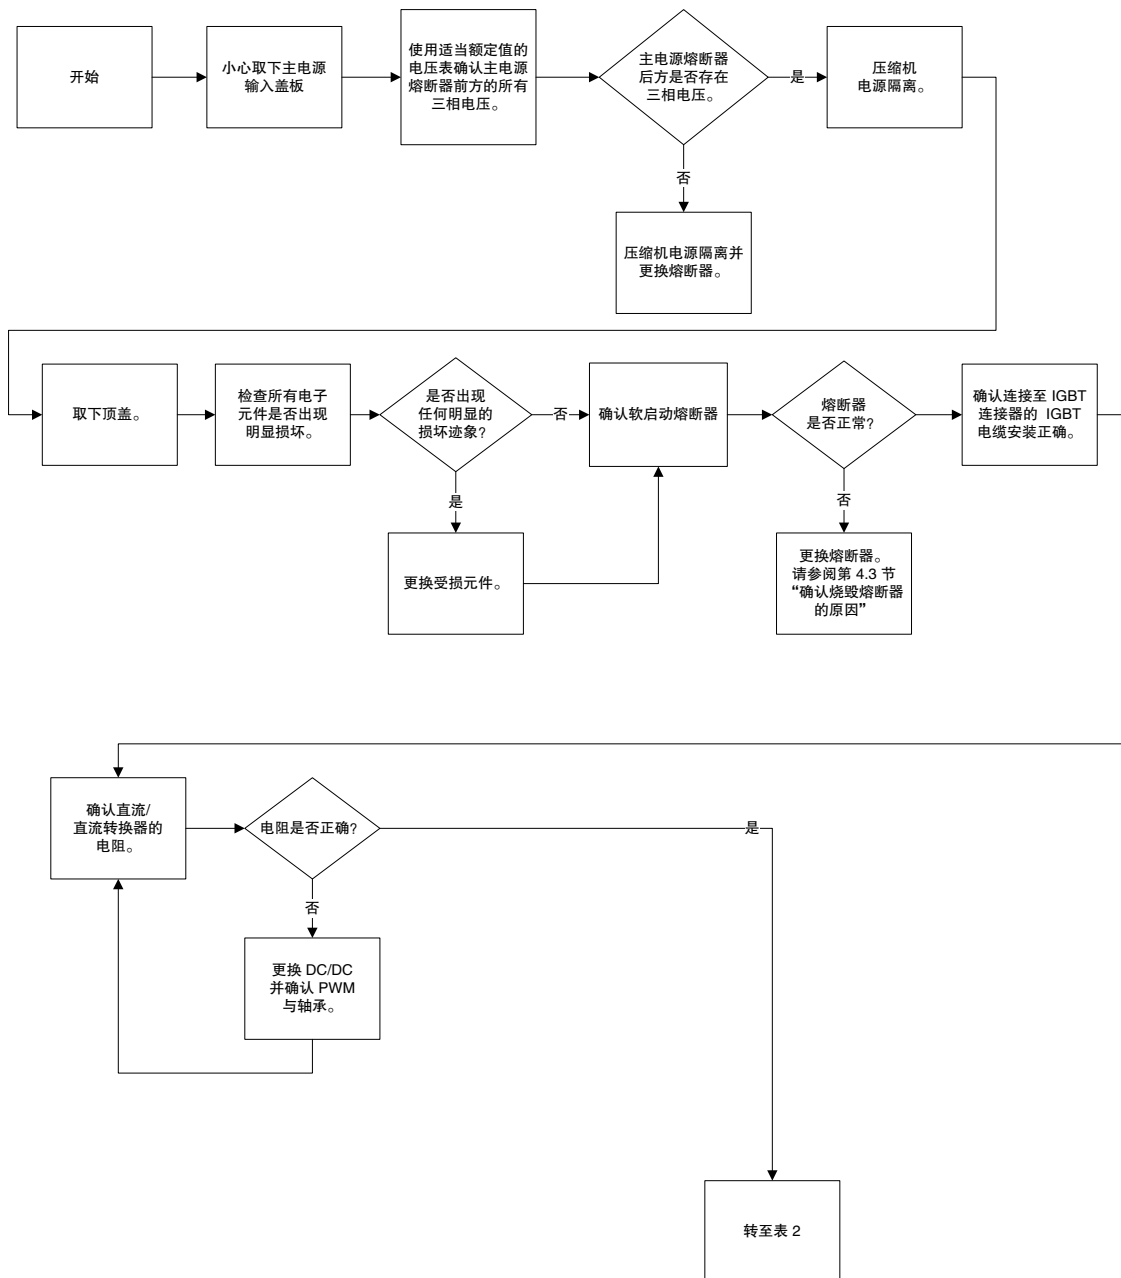 开始
小心取下主电源
输入盖板
使用适当额定值的
电压表确认主电源
熔断器前方的所有
三相电压。
主电源熔断器
后方是否存在
三相电压。
是
压缩机
电源隔离。
否
压缩机电源隔离并
更换熔断器。
取下顶盖。
检查所有电子
元件是否出现
明显损坏。
是否出现
任何明显的
损坏迹象?
否
确认软启动熔断器
熔断器
是否正常?
确认连接至 IGBT
连接器的 IGBT
电缆安装正确。
是
更换受损元件。
否
更换熔断器。
请参阅第 4.3 节
“确认烧毁熔断器
的原因”
确认直流/
直流转换器的
电阻。
电阻是否正确?
是
否
更换 DC/DC
并确认 PWM
与轴承。
转至表 2